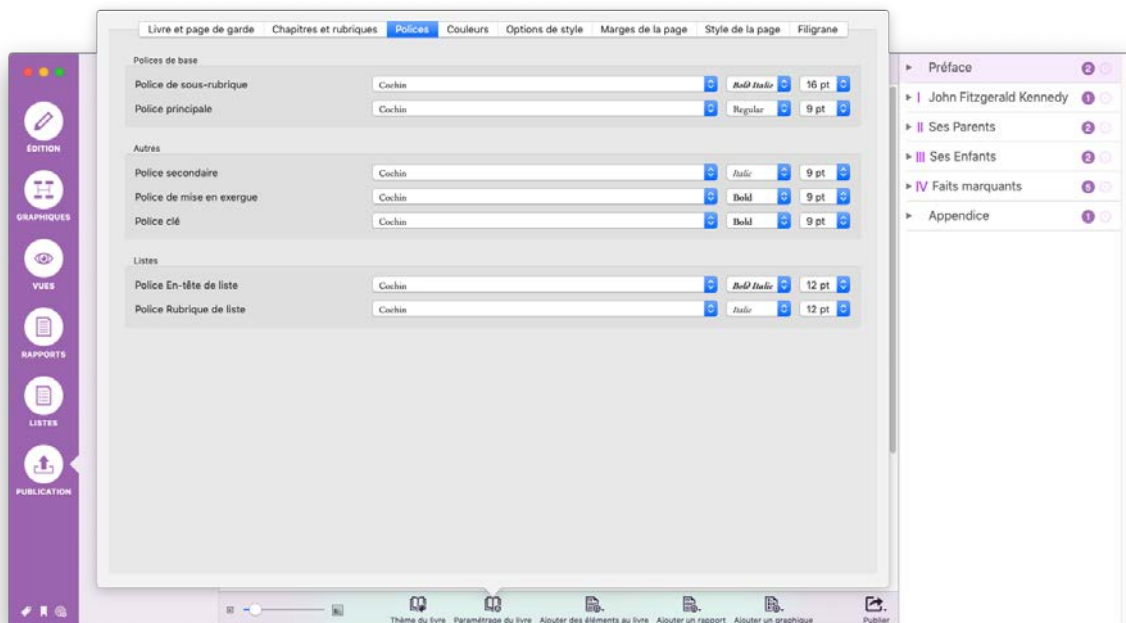 Livre et page de garde Chapitres et rubriques Polices Couleurs Options de style Marges de la page Style de la page Filigrane
Polices de base
Police de sous-rubrique Cochin Bold Italic 16 pt
Police principale Cochin Regular 9 pt
Autres
Police secondaire Cochin Italic 9 pt
Police de mise en exergue Cochin Bold 9 pt
Police clé Cochin Bold 9 pt
Listes
Police En-tête de liste Cochin Bold Italic 12 pt
Police Rubrique de liste Cochin Italic 12 pt
ÉDITION
GRAPHIQUES
VUES
RAPPORTS
LISTES
PUBLICATION
Préface 2
I John Fitzgerald Kennedy 1
II Ses Parents 2
III Ses Enfants 2
IV Faits marquants 5
Appendice 1
Thème du livre Paramétrage du livre Ajouter des éléments au livre Ajouter un rapport Ajouter un graphique Publier